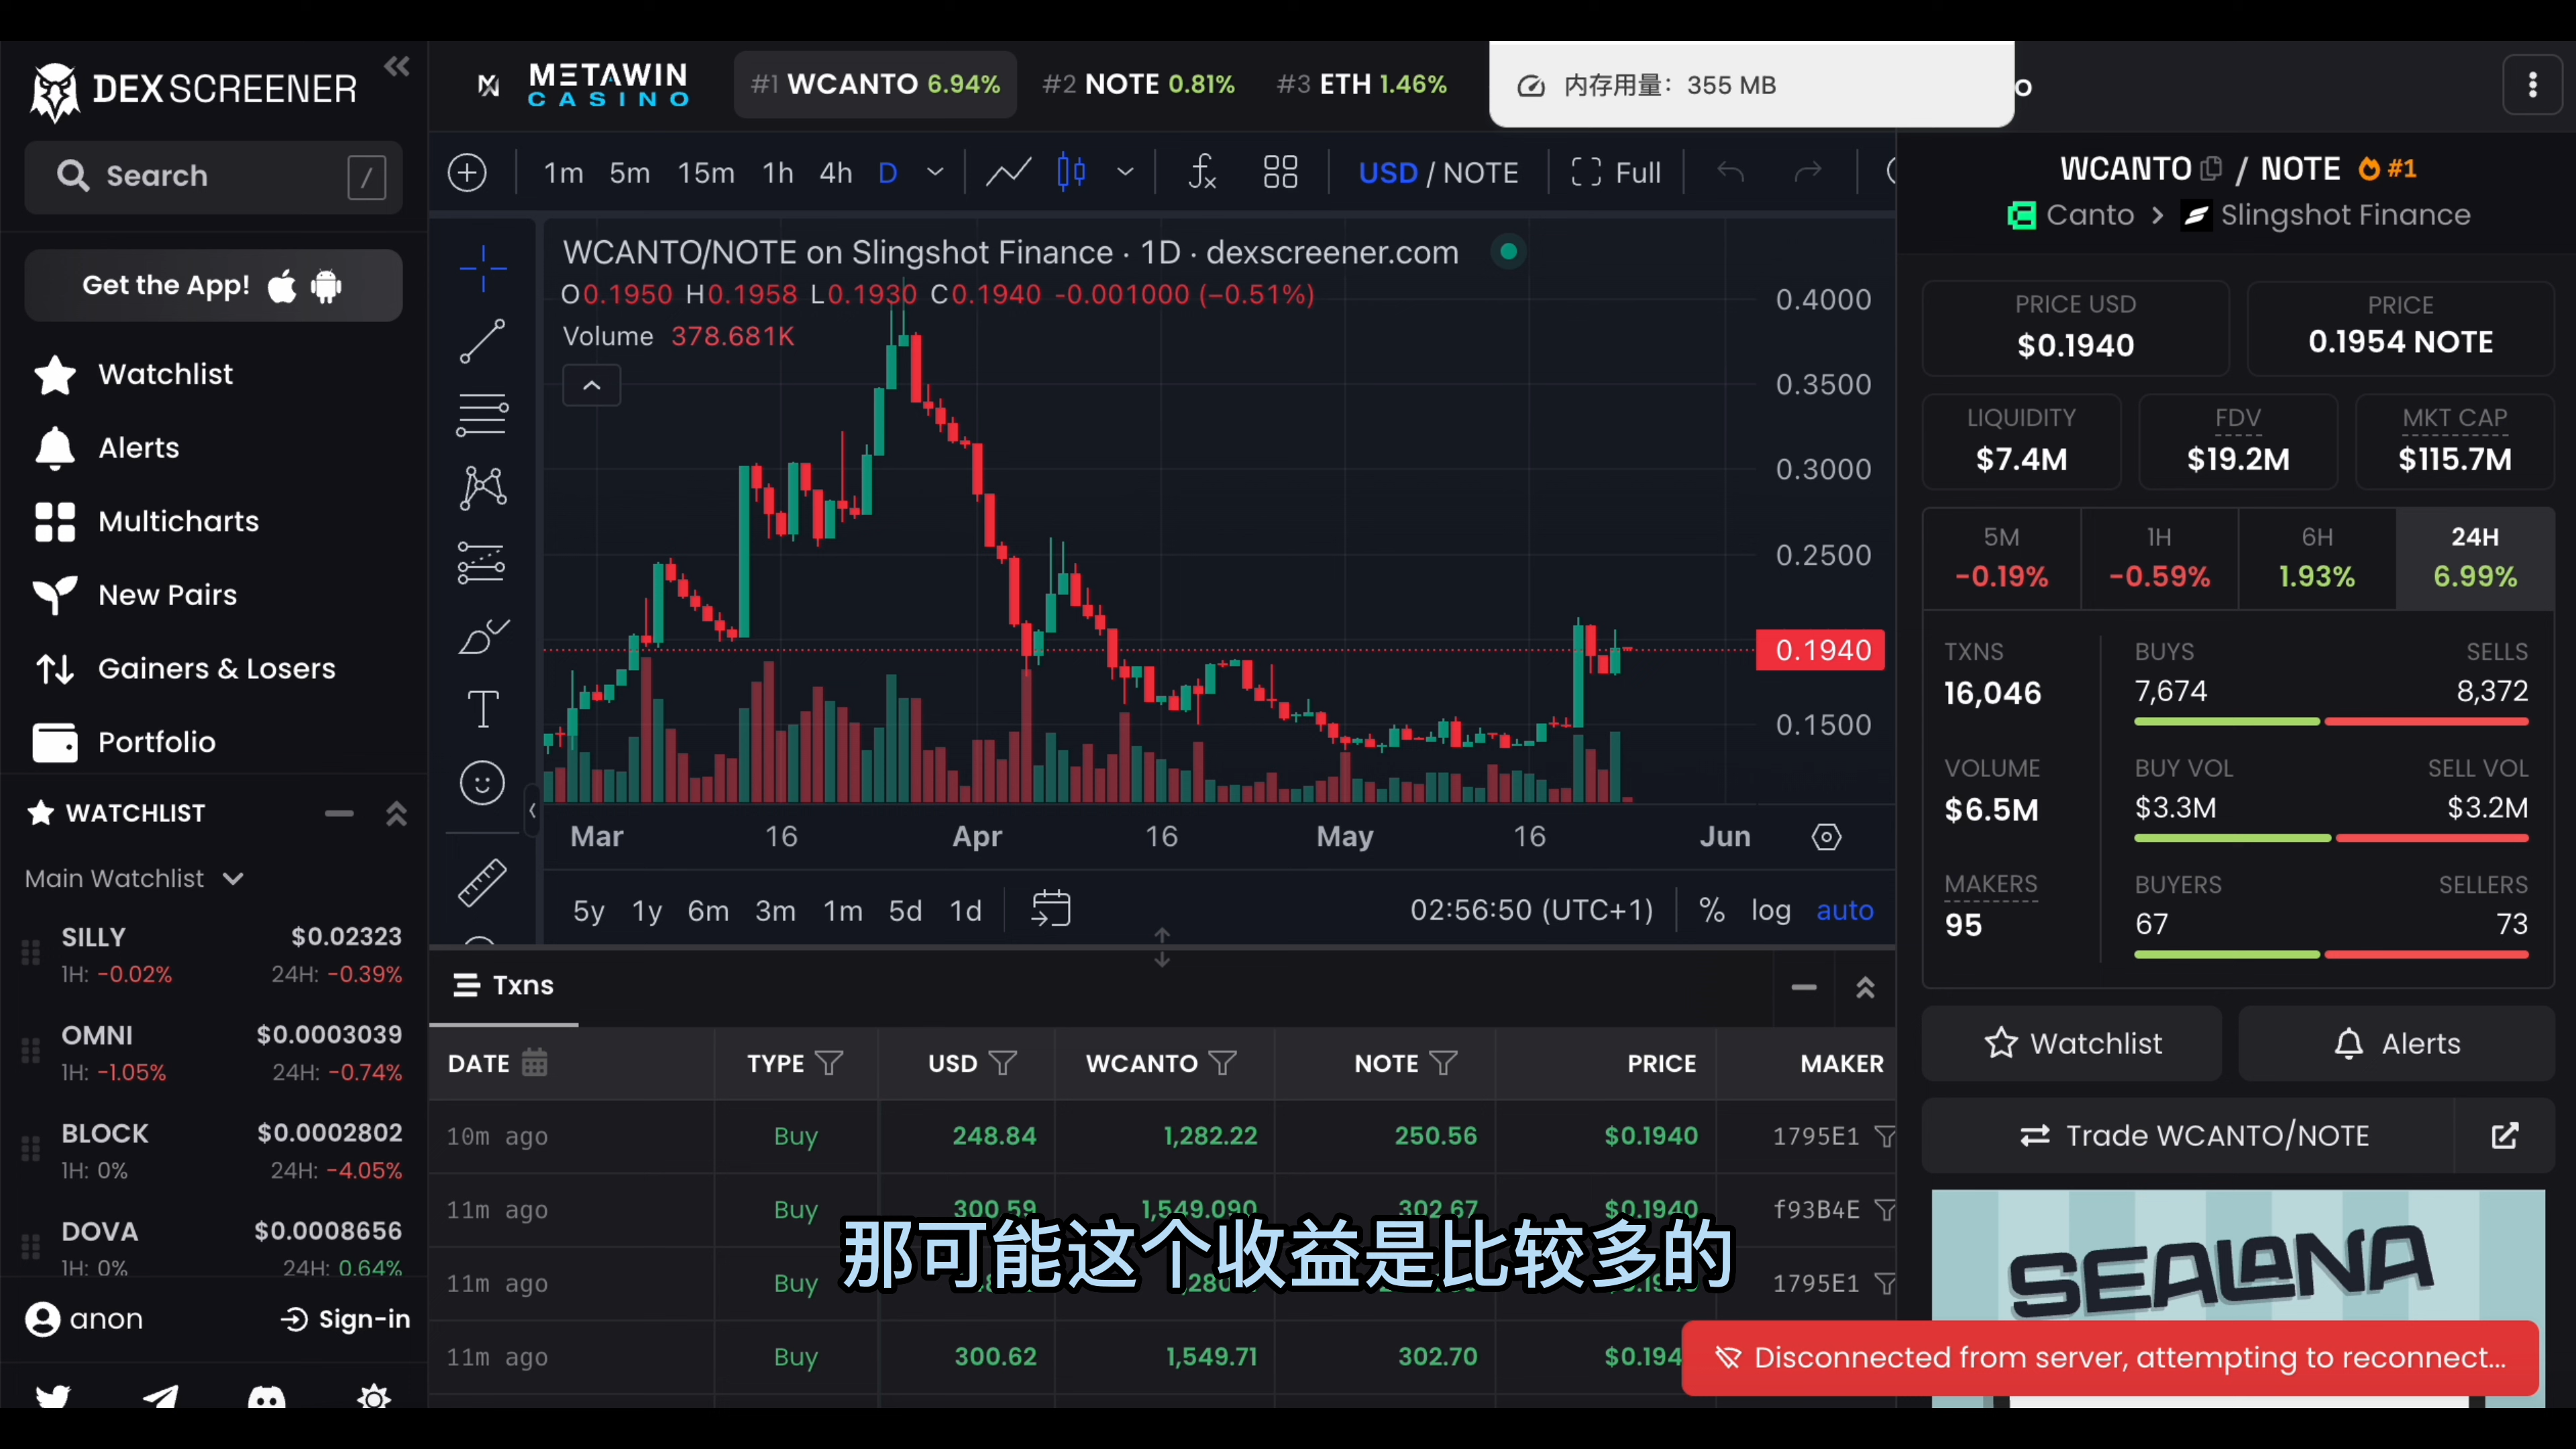 DEX SCREENER
METAWIN CASINO
#1 WCANTO 6.94%
#2 NOTE 0.81%
#3 ETH 1.46%
内存用量：355 MB
Search /
Get the App!
Watchlist
Alerts
Multicharts
New Pairs
Gainers & Losers
Portfolio
WATCHLIST
Main Watchlist
SILLY $0.02323
1H: -0.02% 24H: -0.39%
OMNI $0.0003039
1H: -1.05% 24H: -0.74%
BLOCK $0.0002802
1H: 0% 24H: -4.05%
DOVA $0.0008656
1H: 0% 24H: 0.64%
anon Sign-in
1m 5m 15m 1h 4h D USD / NOTE Full
WCANTO/NOTE on Slingshot Finance · 1D · dexscreener.com
O0.1950 H0.1958 L0.1930 C0.1940 -0.001000 (−0.51%)
Volume 378.681K
0.4000
0.3500
0.3000
0.2500
0.1940
0.1500
Mar 16 Apr 16 May 16 Jun
5y 1y 6m 3m 1m 5d 1d 02:56:50 (UTC+1) % log auto
Txns
DATE TYPE USD WCANTO NOTE PRICE MAKER
10m ago Buy 248.84 1,282.22 250.56 $0.1940 1795E1
11m ago Buy 300.59 1,549.090 302.67 $0.1940 f93B4E
11m ago Buy 1795E1
11m ago Buy 300.62 1,549.71 302.70 $0.194
那可能这个收益是比较多的
WCANTO / NOTE #1
Canto > Slingshot Finance
PRICE USD
$0.1940
PRICE
0.1954 NOTE
LIQUIDITY
$7.4M
FDV
$19.2M
MKT CAP
$115.7M
5M
-0.19%
1H
-0.59%
6H
1.93%
24H
6.99%
TXNS
16,046
BUYS SELLS
7,674 8,372
VOLUME
$6.5M
BUY VOL SELL VOL
$3.3M $3.2M
MAKERS
95
BUYERS SELLERS
67 73
Watchlist
Alerts
Trade WCANTO/NOTE
SEALANA
Disconnected from server, attempting to reconnect...